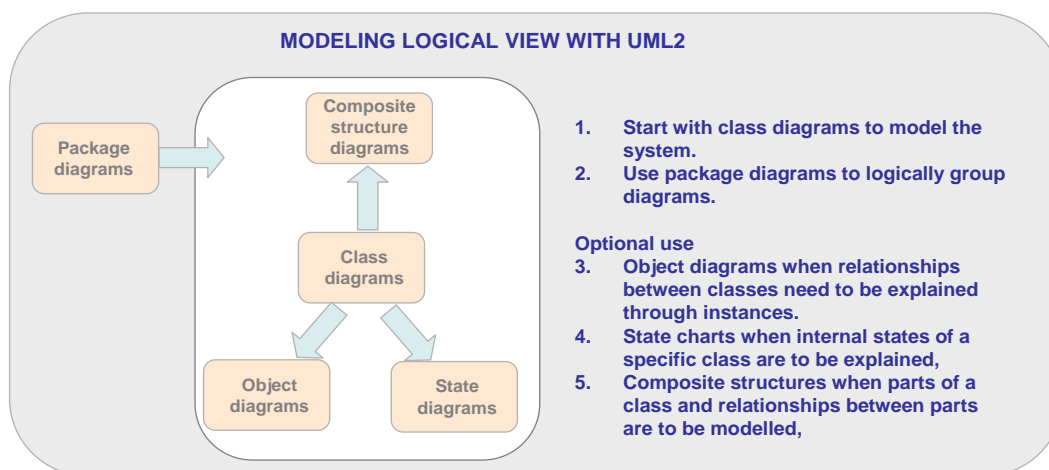 MODELING LOGICAL VIEW WITH UML2
Package
diagrams
Composite
structure
diagrams
Class
diagrams
Object
diagrams
State
diagrams
1. Start with class diagrams to model the
system.
2. Use package diagrams to logically group
diagrams.
Optional use
3. Object diagrams when relationships
between classes need to be explained
through instances.
4. State charts when internal states of a
specific class are to be explained,
5. Composite structures when parts of a
class and relationships between parts
are to be modelled,